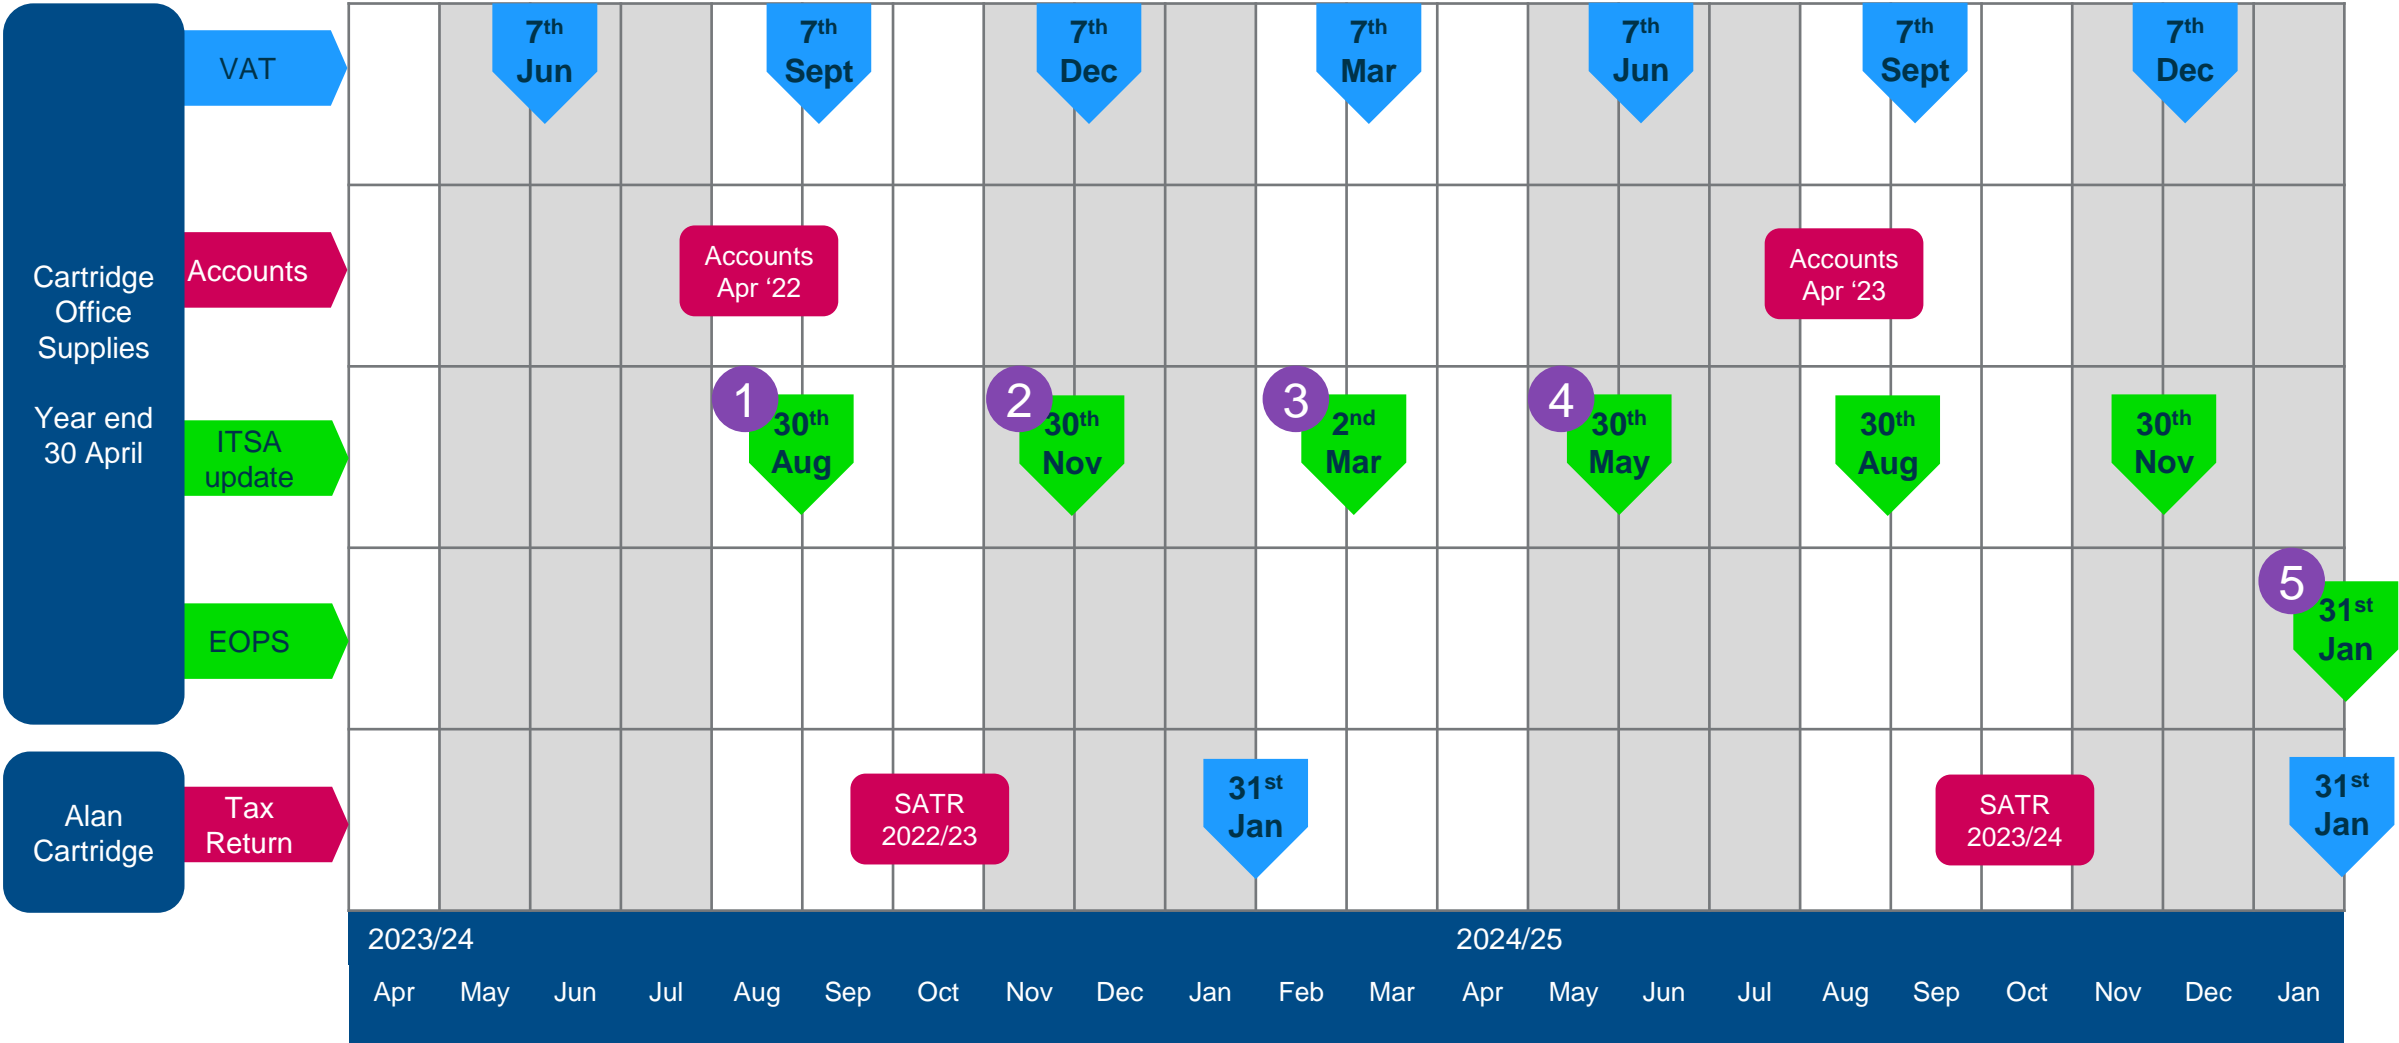 Cartridge
Office
Supplies
Year end
30 April
VAT
7th
Jun
7th
Sept
7th
Dec
7th
Mar
7th
Jun
7th
Sept
7th
Dec
Accounts
Accounts
Apr ‘22
Accounts
Apr ‘23
ITSA
update
1
30th
Aug
2
30th
Nov
3
2nd
Mar
4
30th
May
30th
Aug
30th
Nov
EOPS
5
31st
Jan
Alan
Cartridge
Tax
Return
SATR
2022/23
31st
Jan
SATR
2023/24
31st
Jan
2023/24 2024/25
Apr May Jun Jul Aug Sep Oct Nov Dec Jan Feb Mar Apr May Jun Jul Aug Sep Oct Nov Dec Jan